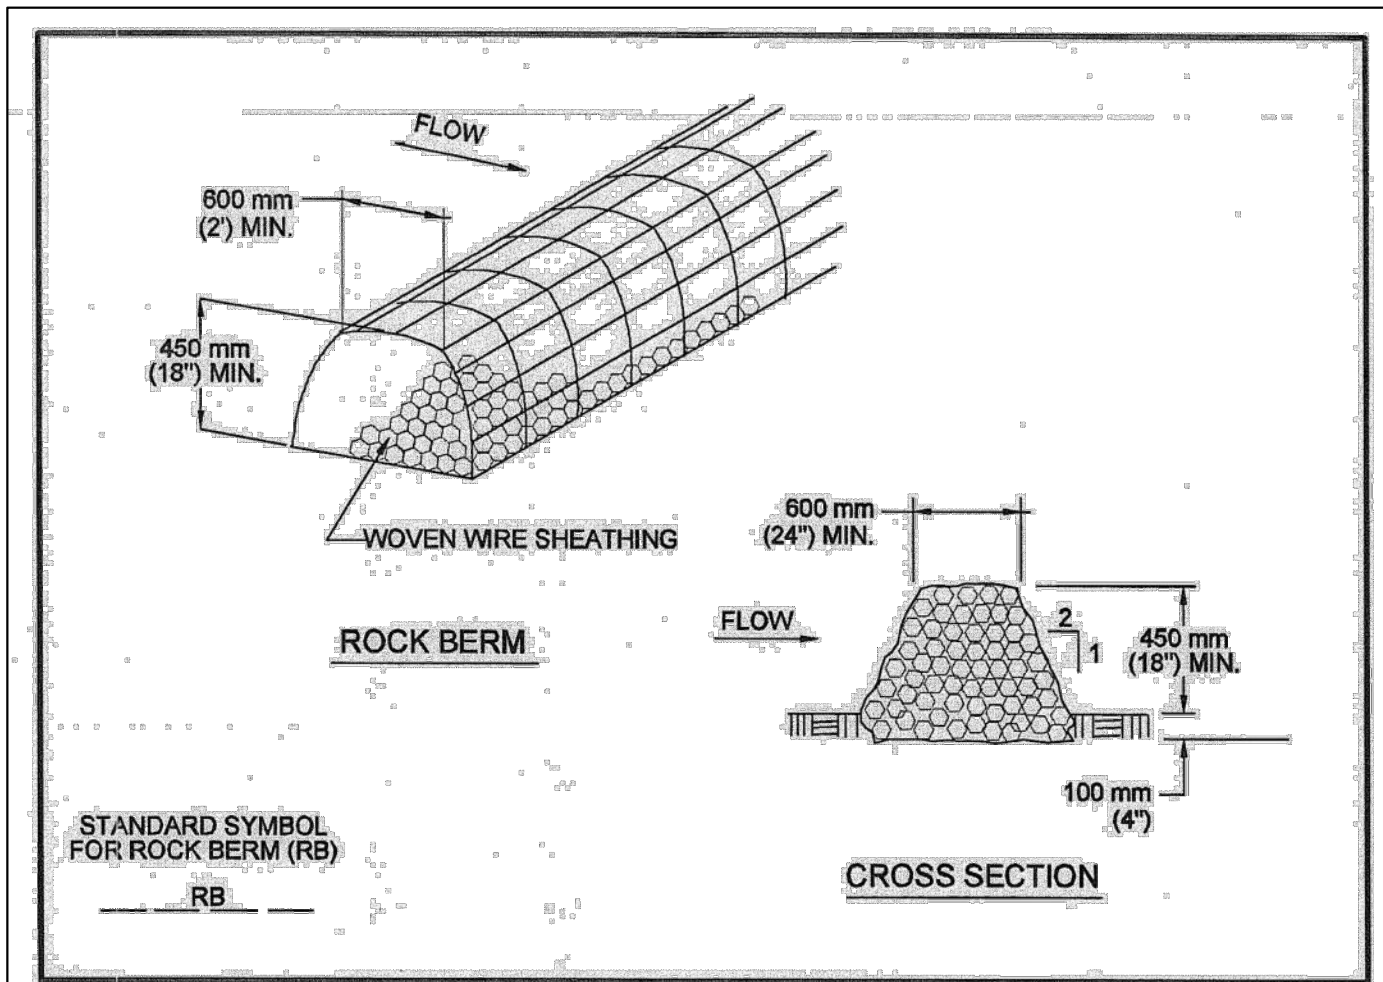 FLOW
600 mm
(2') MIN.
450 mm
(18") MIN.
WOVEN WIRE SHEATHING
ROCK BERM
600 mm
(24") MIN.
FLOW
2
1
450 mm
(18") MIN.
100 mm
(4")
STANDARD SYMBOL
FOR ROCK BERM (RB)
RB
CROSS SECTION